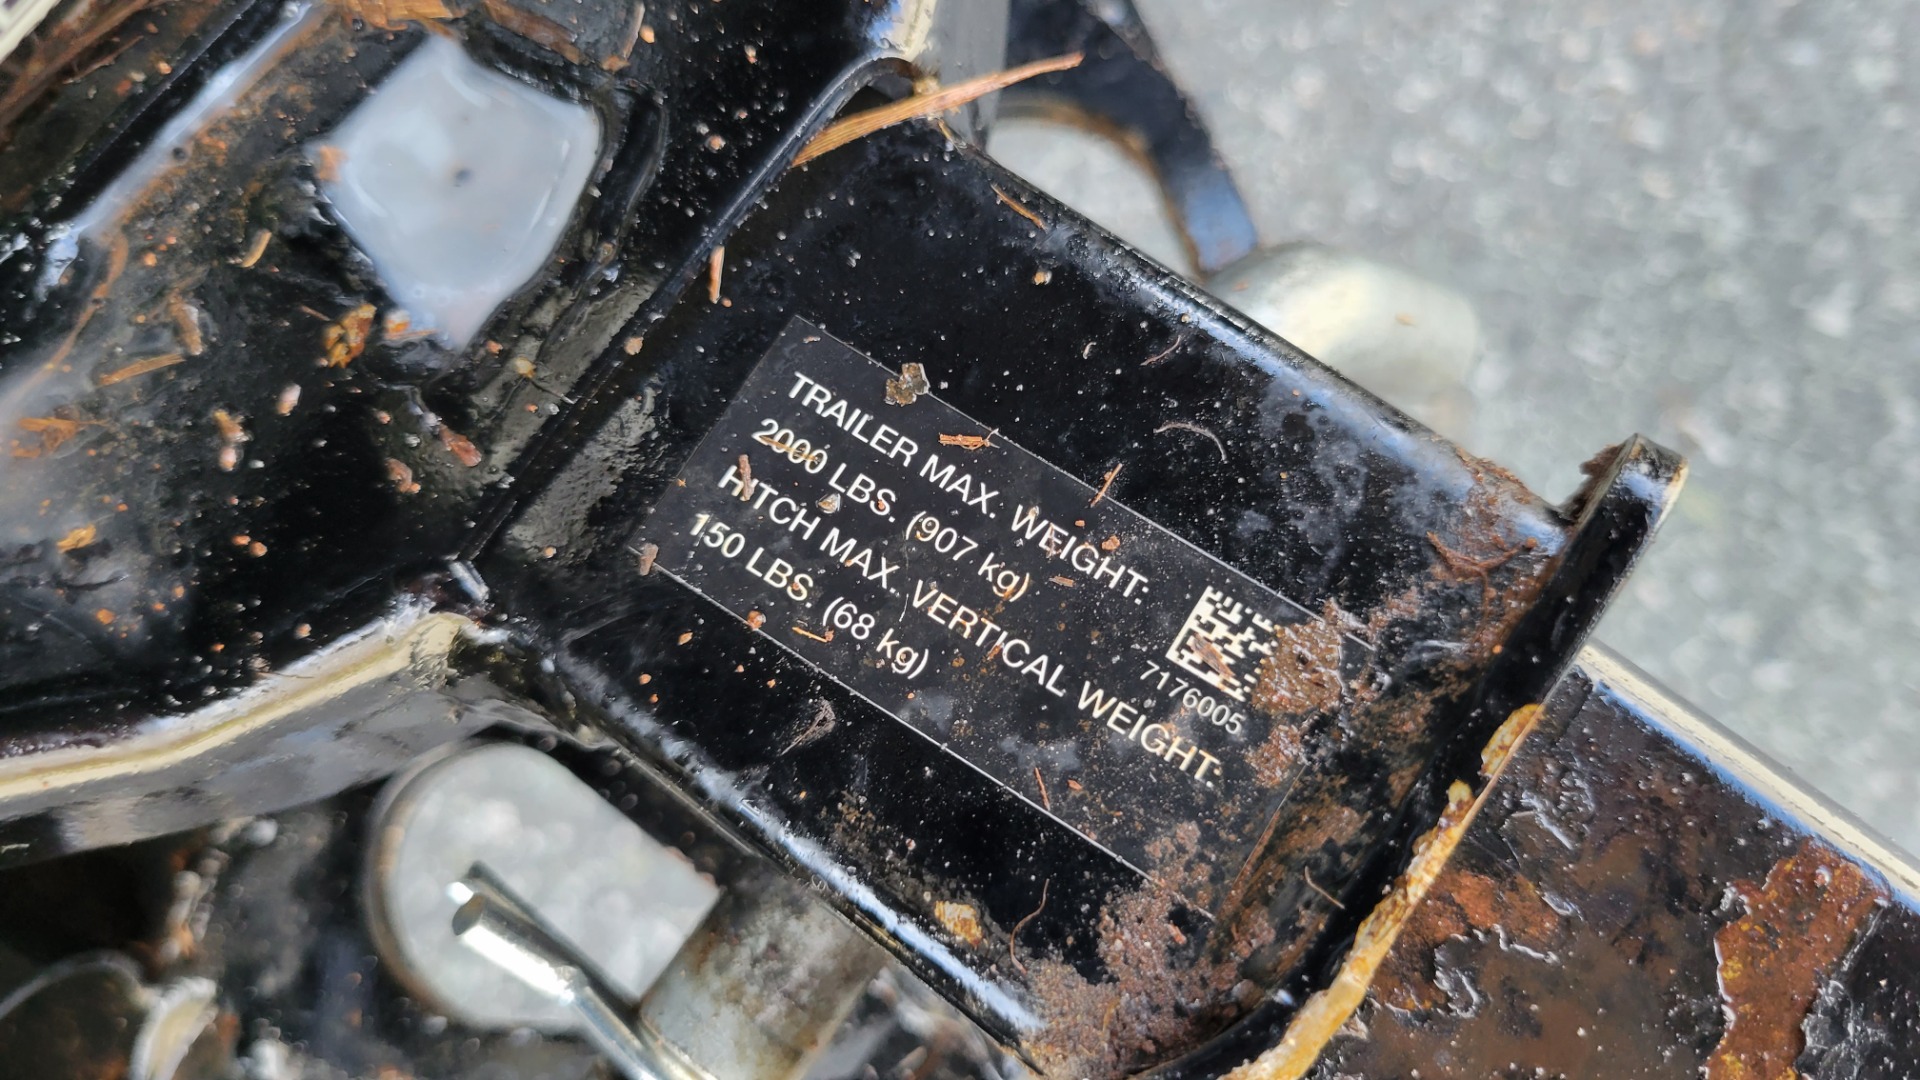 TRAILER MAX. WEIGHT:
2000 LBS. (907 kg)
HITCH MAX. VERTICAL WEIGHT:
150 LBS. (68 kg)
7176005